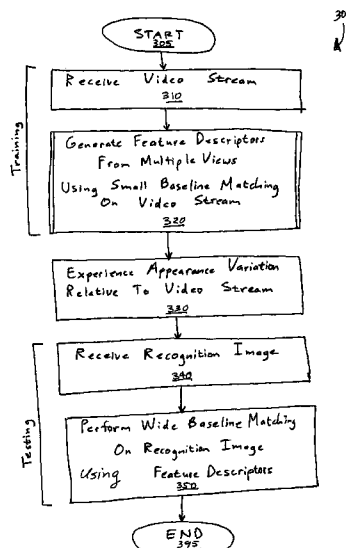 30
START
305
Training
Receive Video Stream
310
Generate Feature Descriptors
From Multiple Views
Using Small Baseline Matching
On Video Stream
320
Experience Appearance Variation
Relative To Video Stream
330
Testing
Receive Recognition Image
340
Perform Wide Baseline Matching
On Recognition Image
Using Feature Descriptors
350
END
395